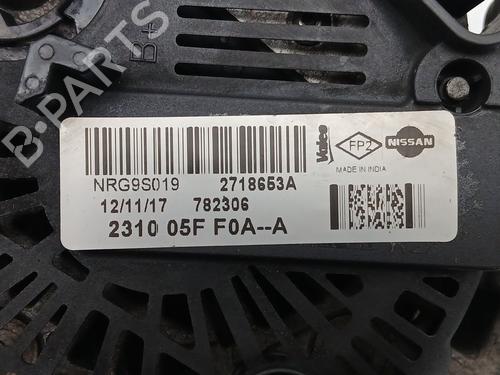 B+
B-PARTS
Valeo
FP2
NISSAN
MADE IN INDIA
NRG9S019 2718653A
12/11/17 782306
2310 05F F0A--A